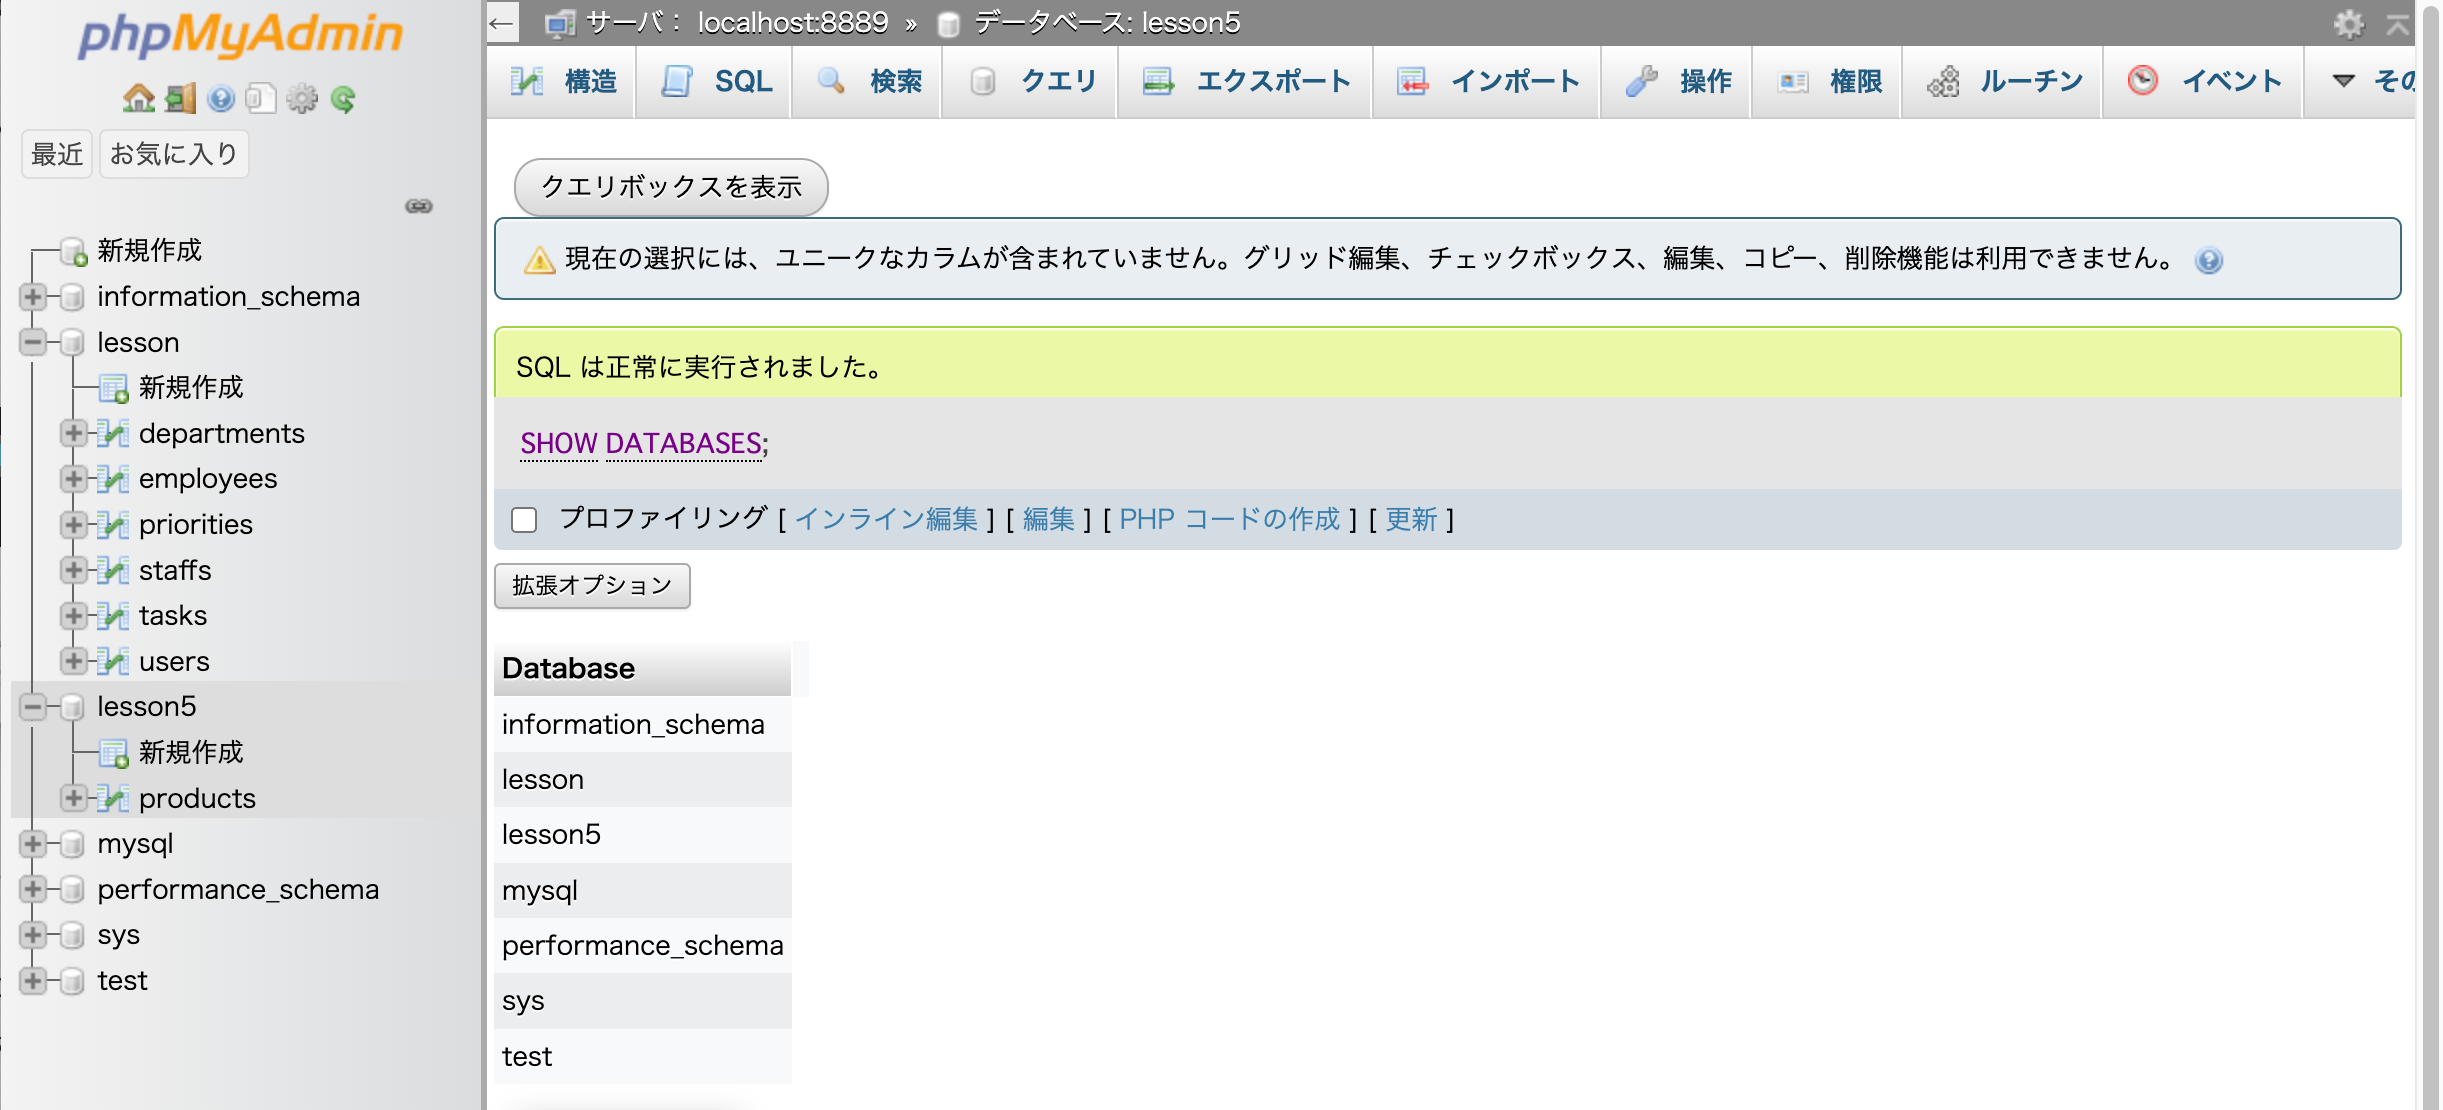 phpMyAdmin
最近 お気に入り
新規作成
information_schema
lesson
新規作成
departments
employees
priorities
staffs
tasks
users
lesson5
新規作成
products
mysql
performance_schema
sys
test
← サーバ： localhost:8889 » データベース: lesson5
構造 SQL 検索 クエリ エクスポート インポート 操作 権限 ルーチン イベント
クエリボックスを表示
現在の選択には、ユニークなカラムが含まれていません。グリッド編集、チェックボックス、編集、コピー、削除機能は利用できません。
SQL は正常に実行されました。
SHOW DATABASES;
プロファイリング [ インライン編集 ] [ 編集 ] [ PHP コードの作成 ] [ 更新 ]
拡張オプション
Database
information_schema
lesson
lesson5
mysql
performance_schema
sys
test